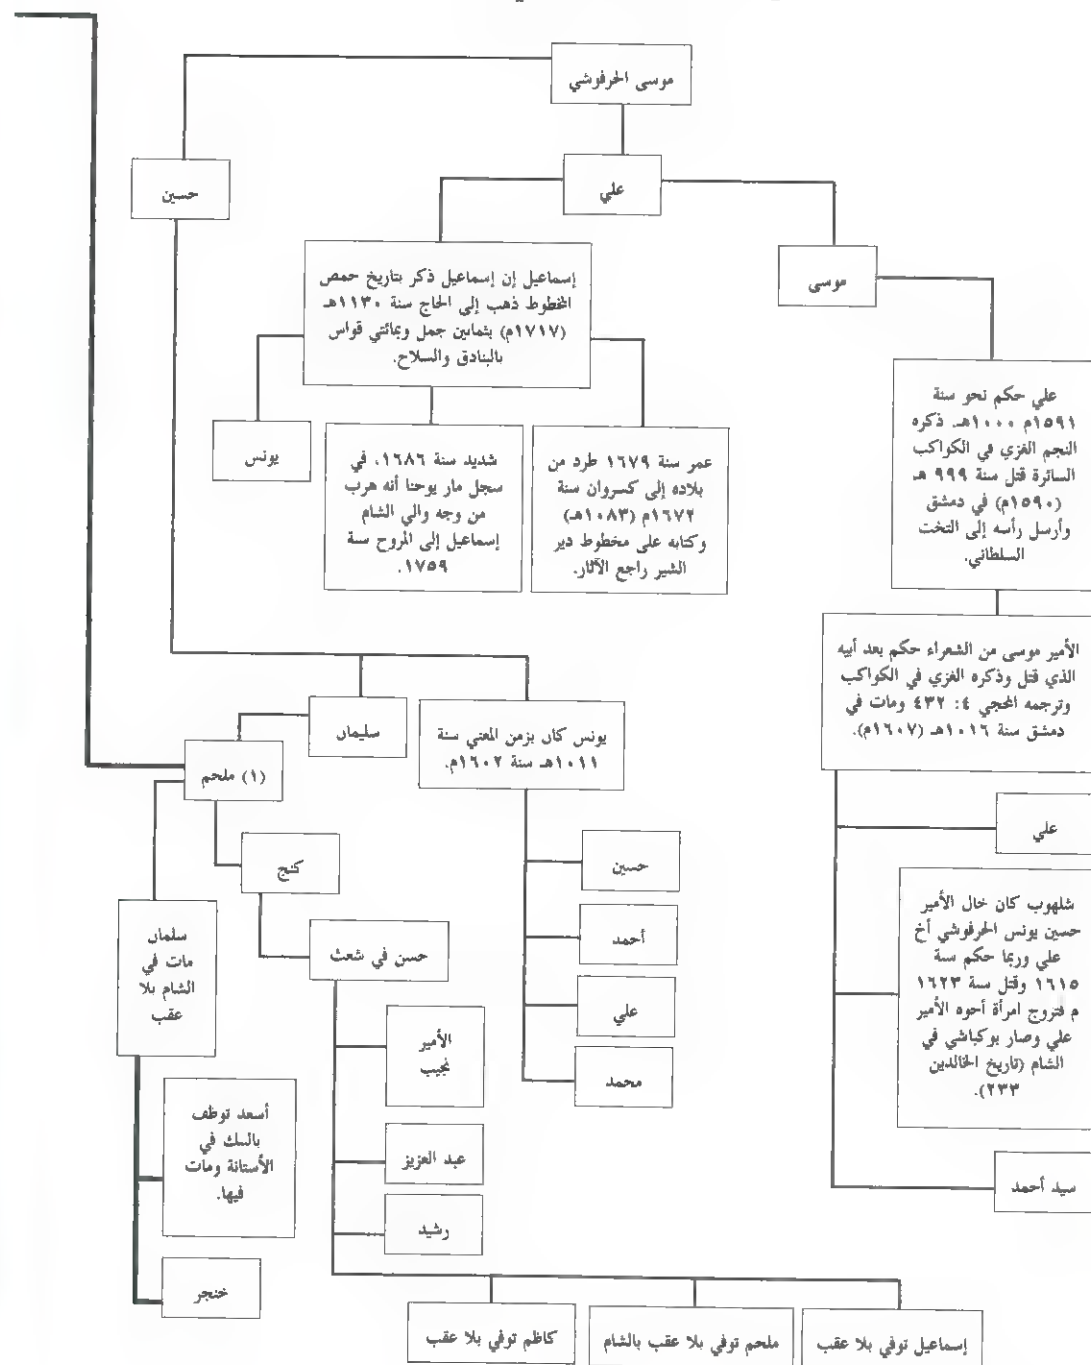 موسى الحرفوشي
علي
حسين
موسى
إسماعيل إن إسماعيل ذكر بتاريخ حمص
المخطوط ذهب إلى الحاج سنة ١١٣٠هـ
(١٧١٧م) بثمانين جمل وبمائتي قواس
بالبنادق والسلاح.
علي حكم نحو سنة
١٥٩١م ١٠٠٠هـ. ذكره
النجم الغزي في الكواكب
السائرة قتل سنة ٩٩٩ هـ
(١٥٩٠م) في دمشق
وأرسل رأسه إلى التخت
السلطاني.
عمر سنة ١٦٧٩ طرد من
بلاده إلى كسروان سنة
١٦٧٢م (١٠٨٣هـ)
وكتابه على مخطوط دير
الشير راجع الآثار.
شديد سنة ١٦٨٦، في
سجل مار يوحنا أنه هرب
من وجه والي الشام
إسماعيل إلى المروح سنة
١٧٥٩.
يونس
الأمير موسى من الشعراء حكم بعد أبيه
الذي قتل وذكره الغزي في الكواكب
وترجمه المحجي ٤: ٤٣٢ ومات في
دمشق سنة ١٠١٦هـ (١٦٠٧م).
يونس كان بزمن المعني سنة
١٠١١هـ سنة ١٦٠٢م.
سليمان
(١) ملحم
علي
كنج
حسين
شلهوب كان خال الأمير
حسين يونس الحرفوشي أخ
علي وربما حكم سنة
١٦١٥ وقتل سنة ١٦٢٣
م فتروج امرأة أخوه الأمير
علي وصار بوكباشي في
الشام (تاريخ الخالدين
٢٣٣).
أحمد
علي
محمد
حسن في شعث
سلمان
مات في
الشام بلا
عقب
الأمير
نجيب
عبد العزيز
رشيد
سيد أحمد
أسعد توظف
بالبنك في
الأستانة ومات
فيها.
خنجر
إسماعيل توفي بلا عقب
ملحم توفي بلا عقب بالشام
كاظم توفي بلا عقب